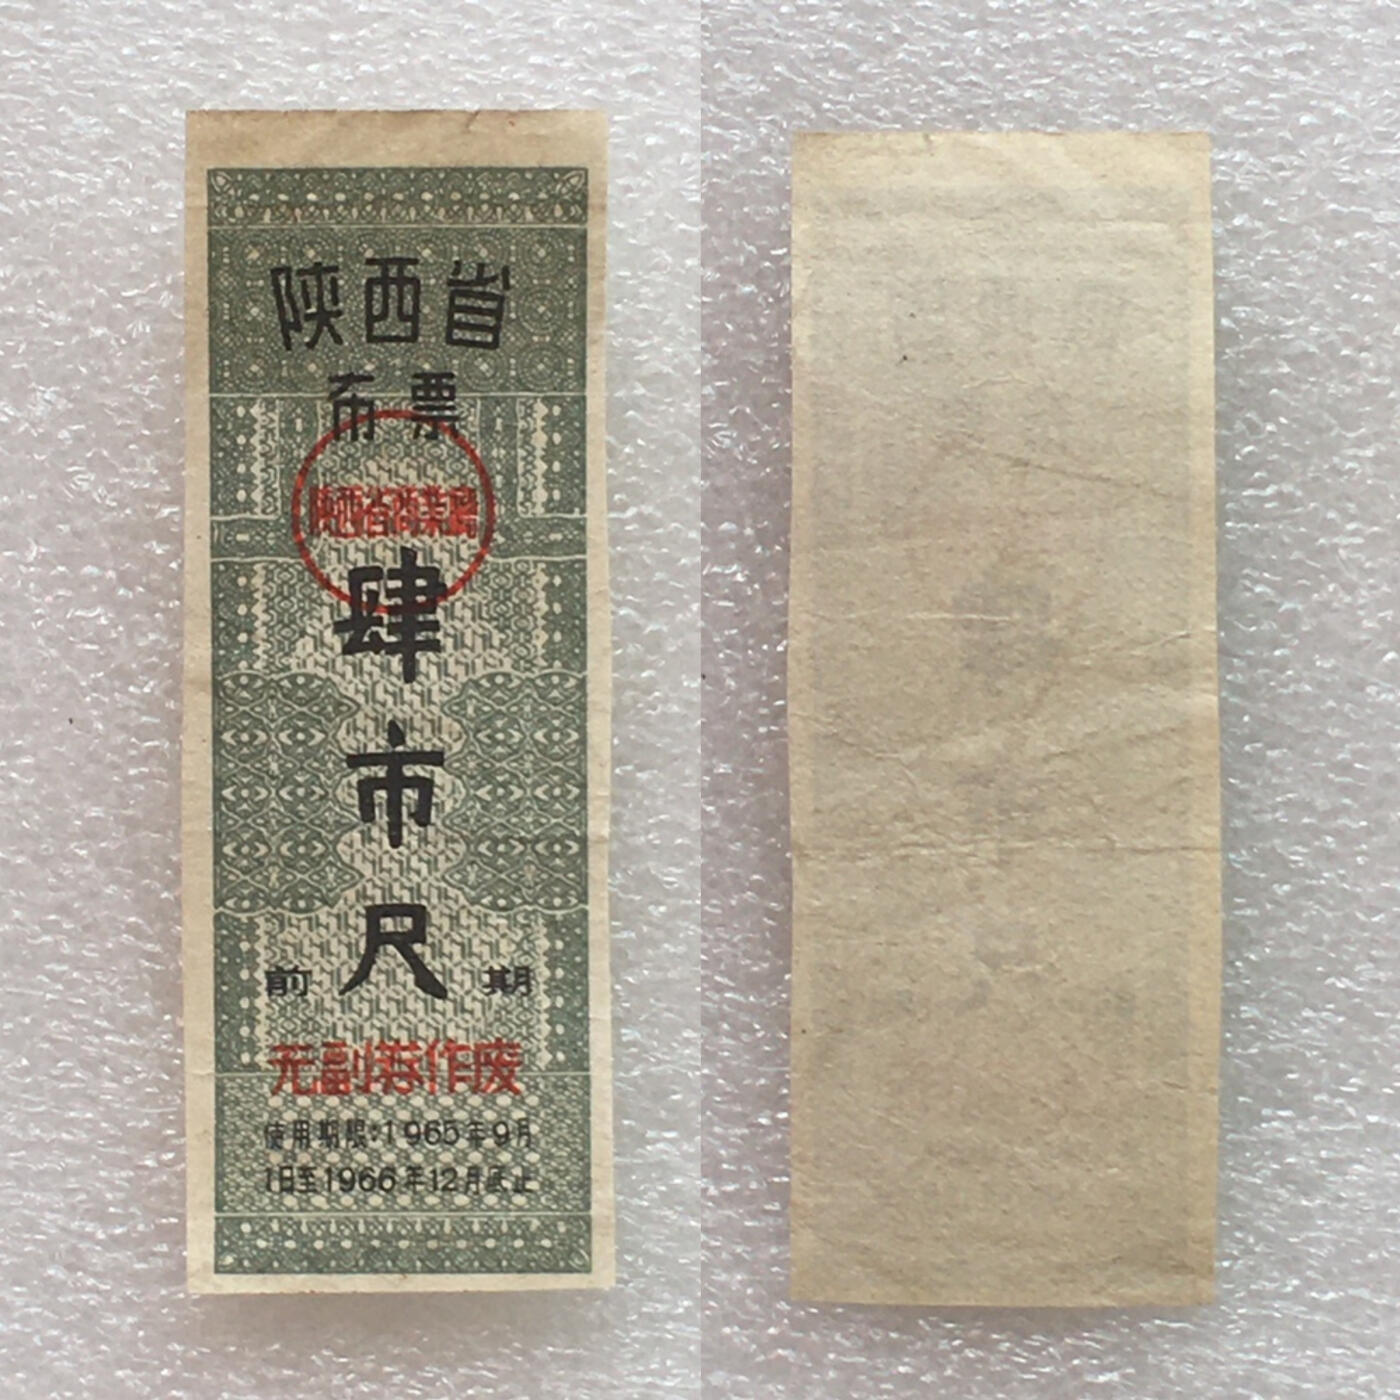 陕西省
布票
陕西省商业廳
肆市尺
前期
无副券作废
使用期限:1965年9月
1日至1966年12月底止